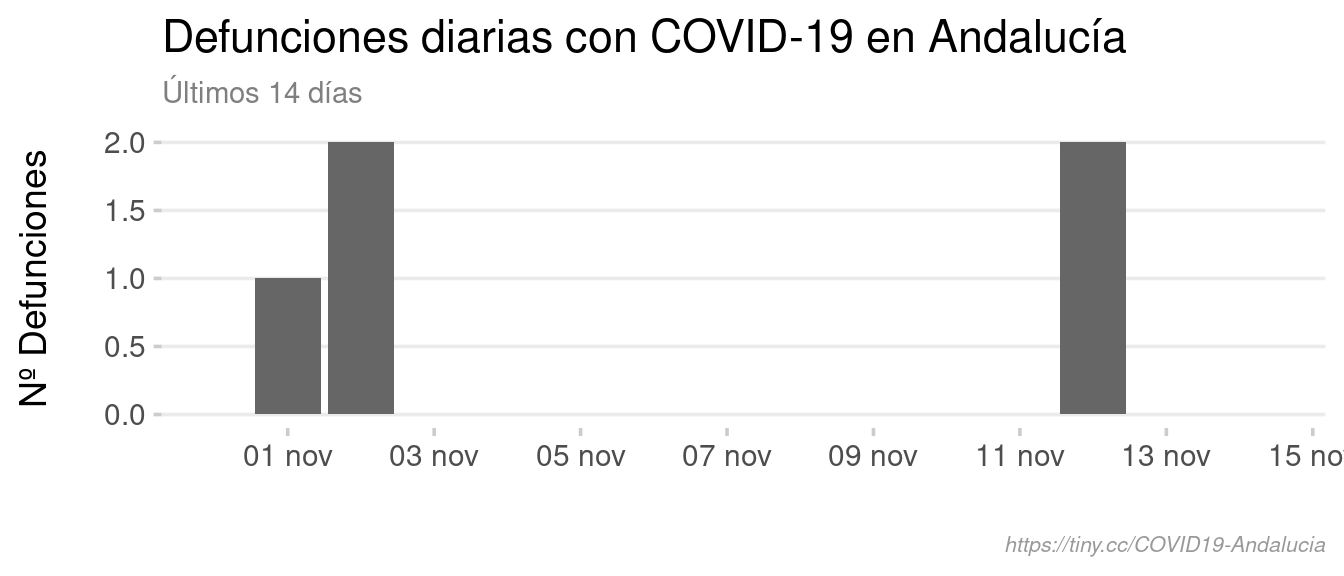 Defunciones diarias con COVID-19 en Andalucía
Últimos 14 días
Nº Defunciones
2.0
1.5
1.0
0.5
0.0
01 nov 03 nov 05 nov 07 nov 09 nov 11 nov 13 nov 15 no
https://tiny.cc/COVID19-Andalucia